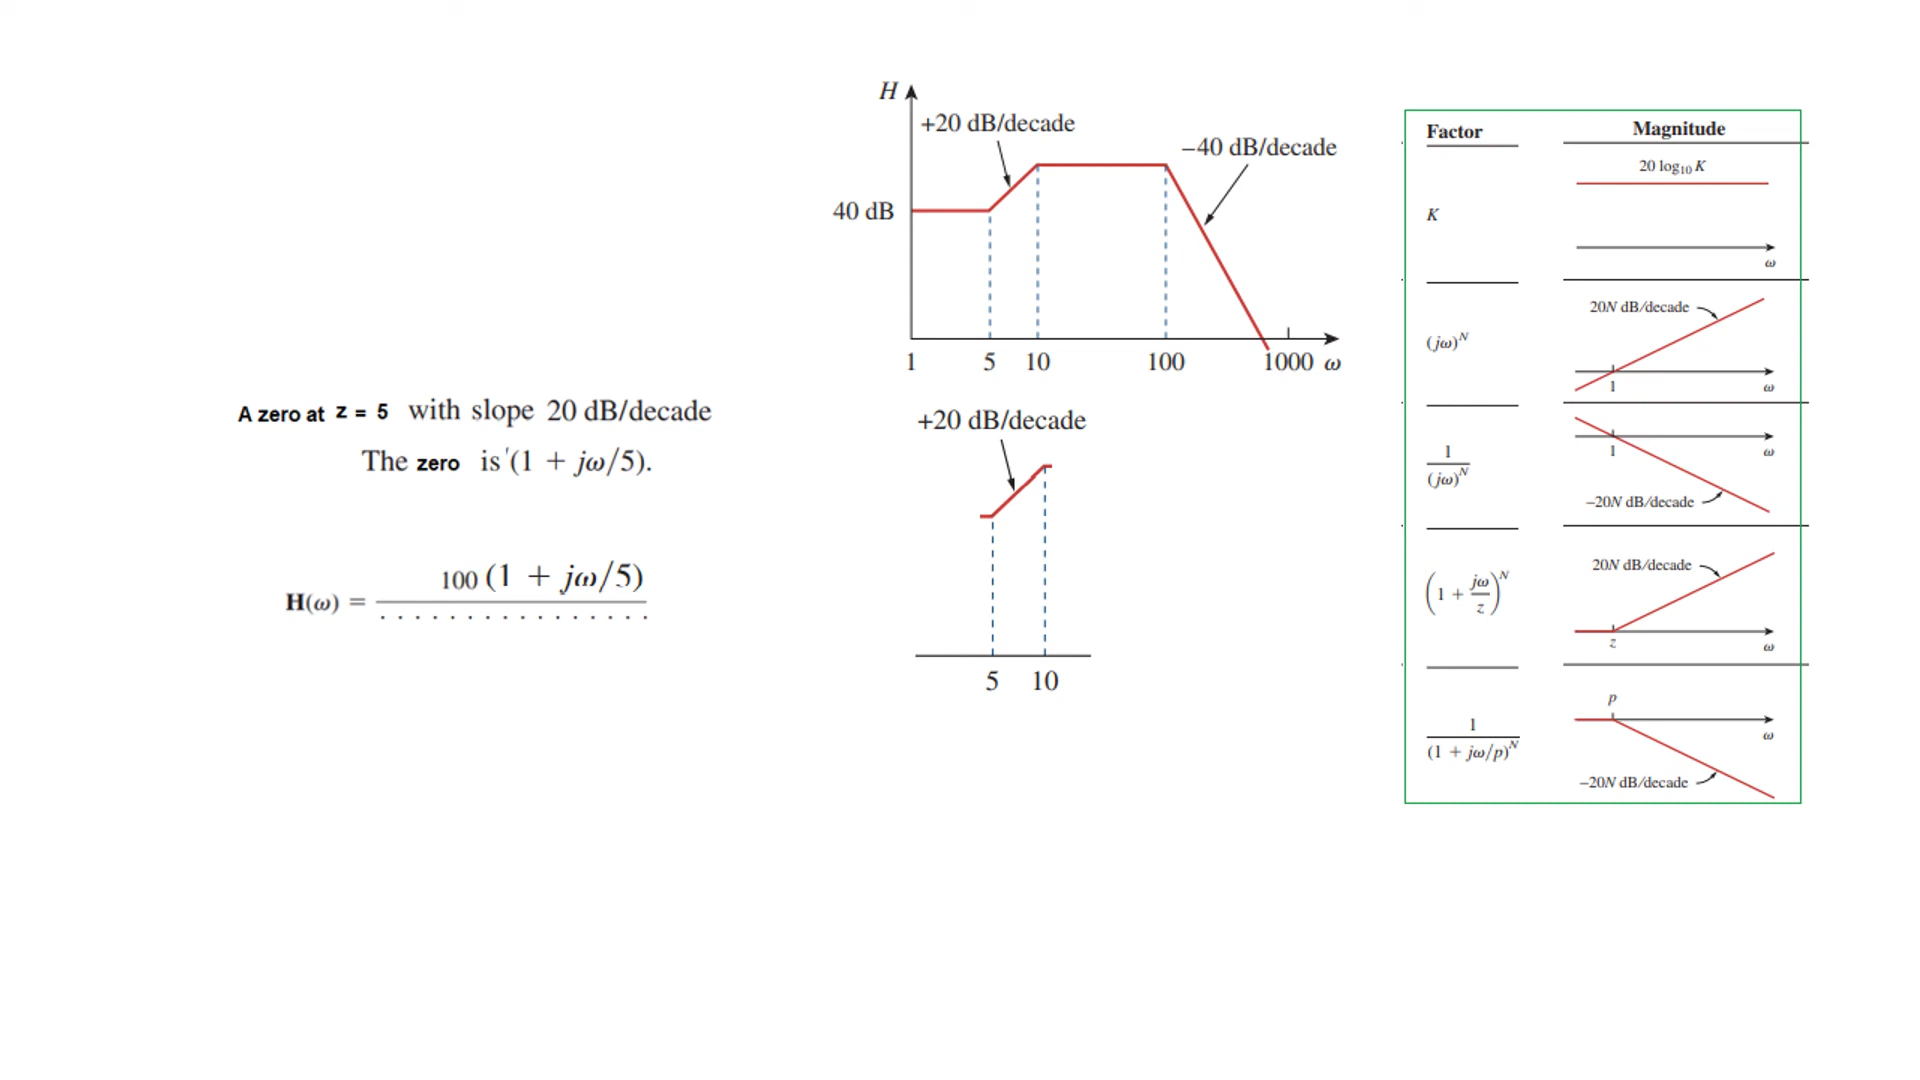 A zero at z = 5 with slope 20 dB/decade
The zero is '(1 + jω/5).
H(ω) = 100 (1 + jω/5)
. . . . . . . . . . . . . . . .
H
+20 dB/decade
−40 dB/decade
40 dB
1 5 10 100 1000 ω
+20 dB/decade
5 10
Factor Magnitude
20 log₁₀ K
K
ω
20N dB/decade
(jω)ᴺ
1 ω
1
(jω)ᴺ
1 ω
−20N dB/decade
20N dB/decade
(1 + jω/z)ᴺ
z ω
p
1
(1 + jω/p)ᴺ
ω
−20N dB/decade